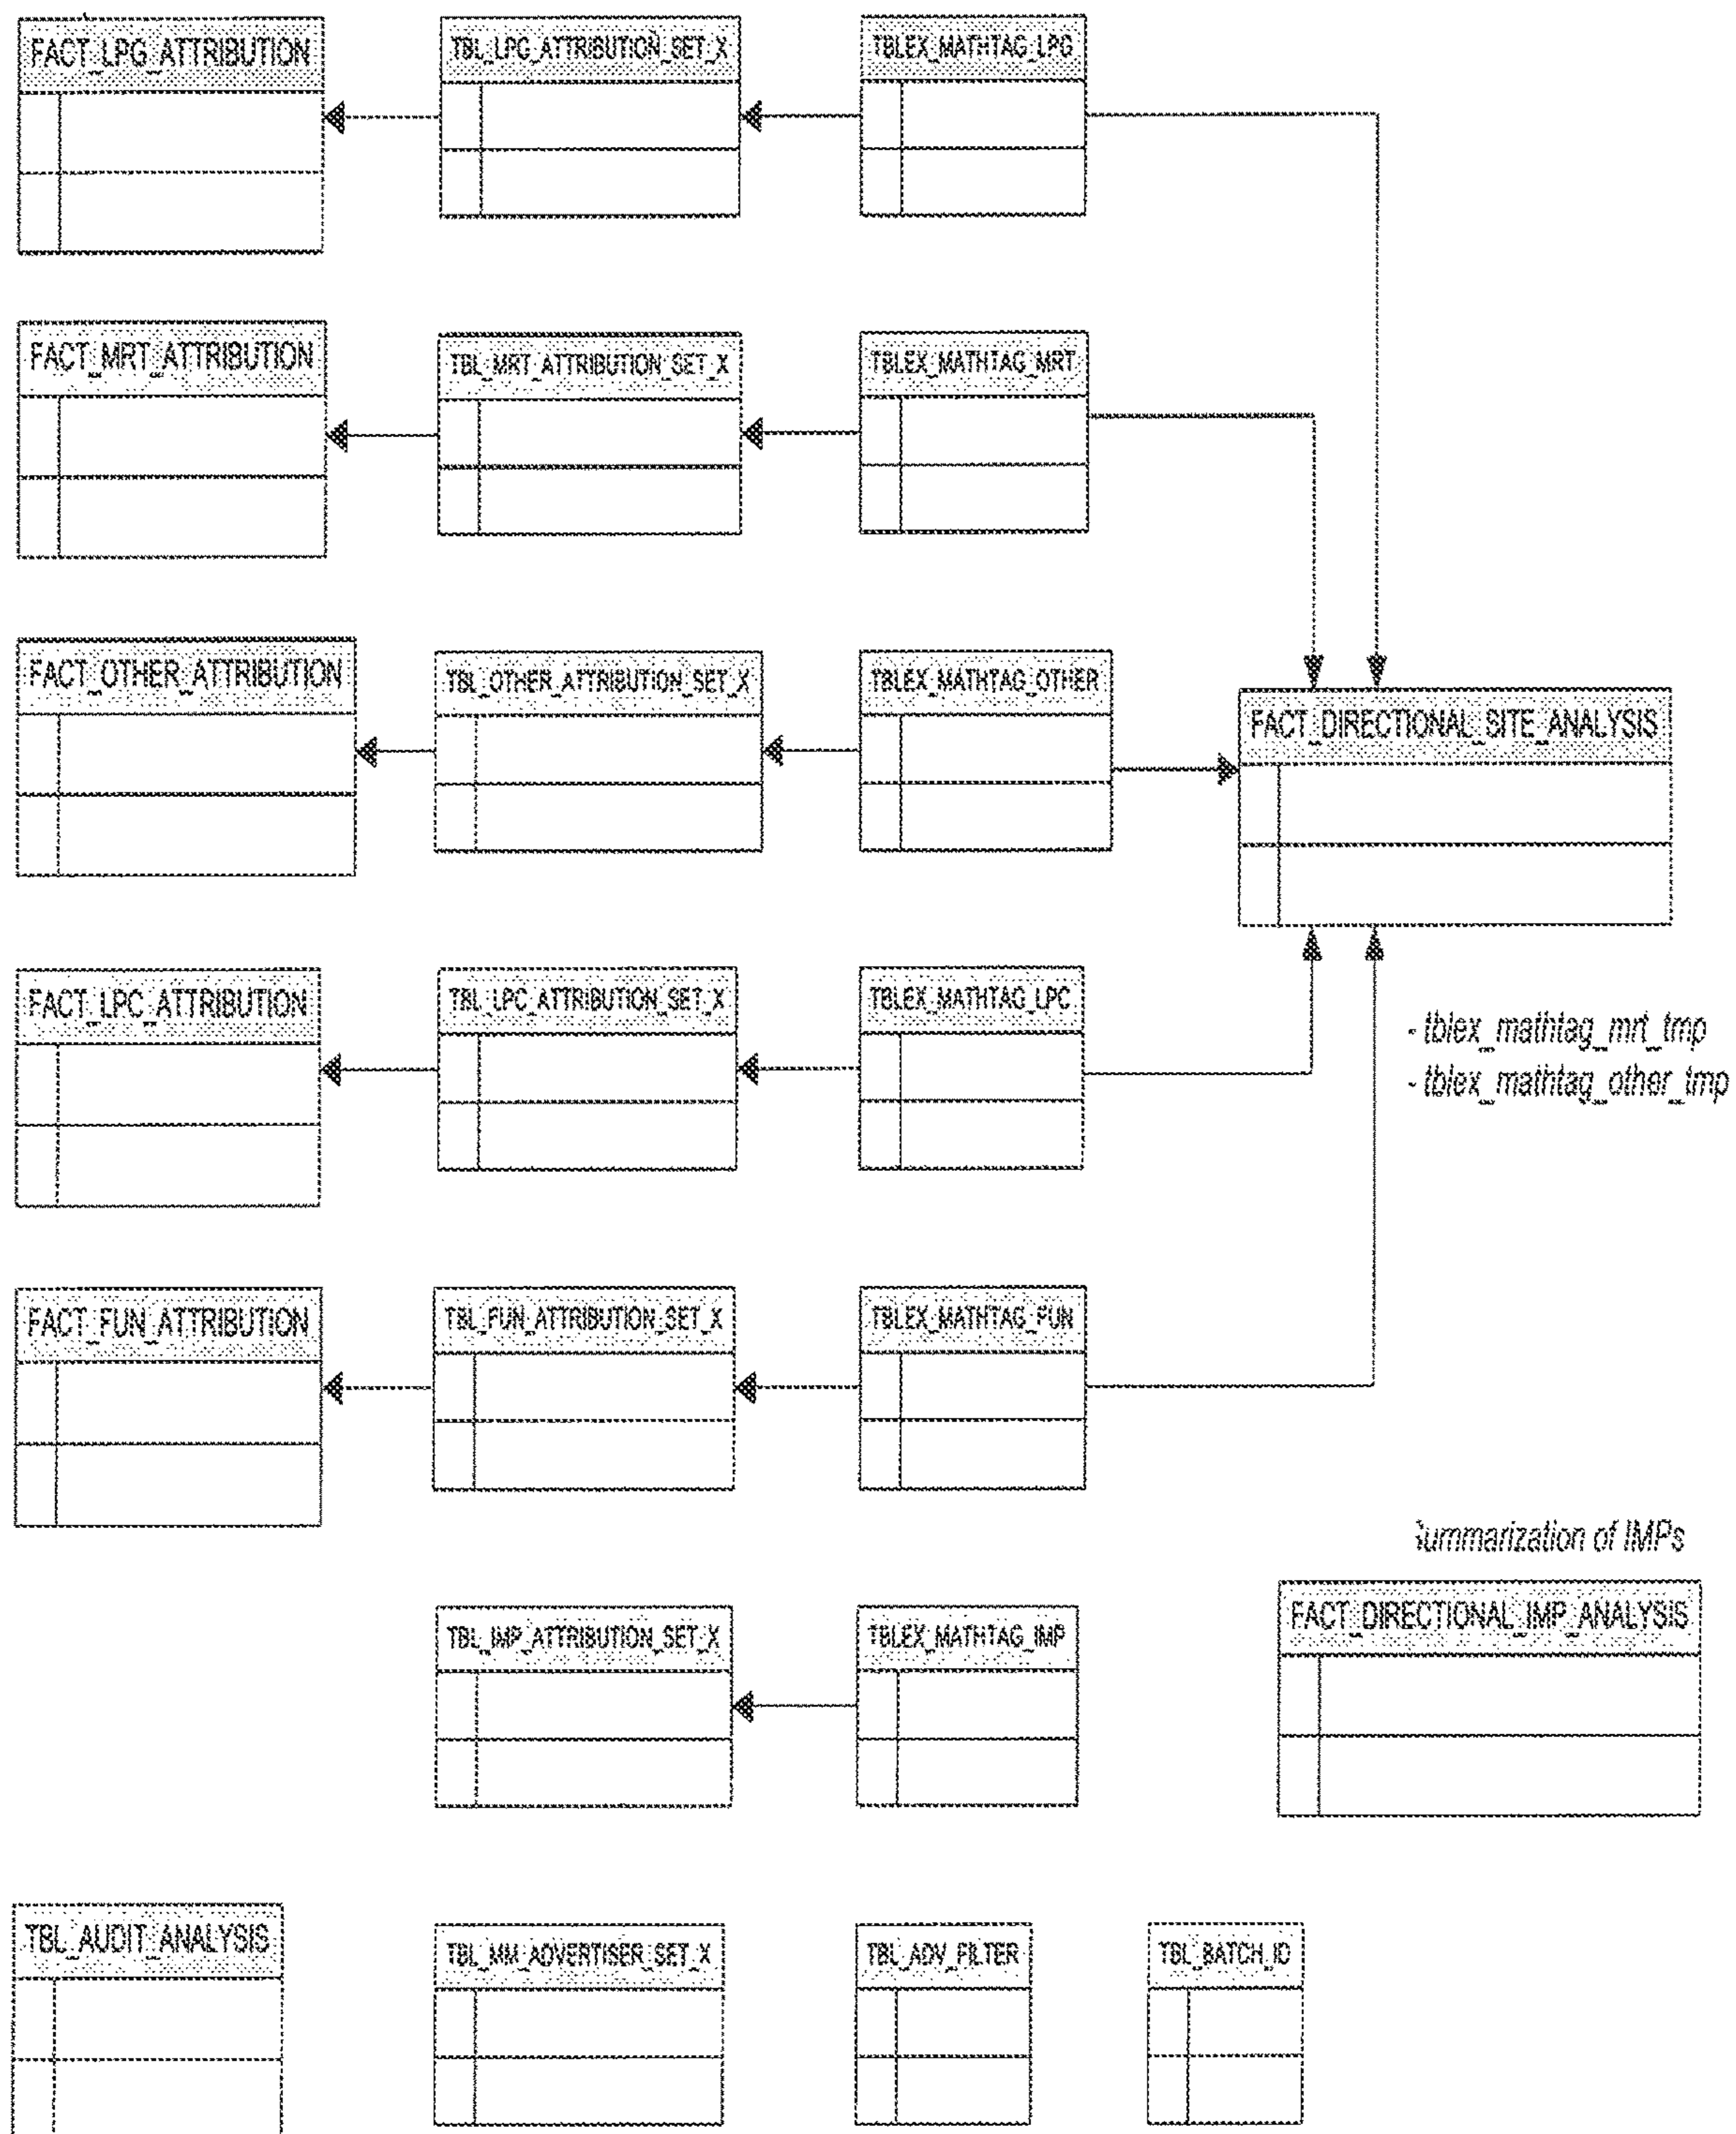 FACT_LPG_ATTRIBUTION
TBL_LPG_ATTRIBUTION_SET_X
TBLEX_MATHTAG_LPG
FACT_MRT_ATTRIBUTION
TBL_MRT_ATTRIBUTION_SET_X
TBLEX_MATHTAG_MRT
FACT_OTHER_ATTRIBUTION
TBL_OTHER_ATTRIBUTION_SET_X
TBLEX_MATHTAG_OTHER
FACT_DIRECTIONAL_SITE_ANALYSIS
FACT_LPC_ATTRIBUTION
TBL_LPC_ATTRIBUTION_SET_X
TBLEX_MATHTAG_LPC
- tblex_mathtag_mrt_tmp
- tblex_mathtag_other_tmp
FACT_FUN_ATTRIBUTION
TBL_FUN_ATTRIBUTION_SET_X
TBLEX_MATHTAG_FUN
ummarization of IMPs
TBL_IMP_ATTRIBUTION_SET_X
TBLEX_MATHTAG_IMP
FACT_DIRECTIONAL_IMP_ANALYSIS
TBL_AUDIT_ANALYSIS
TBL_MM_ADVERTISER_SET_X
TBL_ADV_FILTER
TBL_BATCH_ID